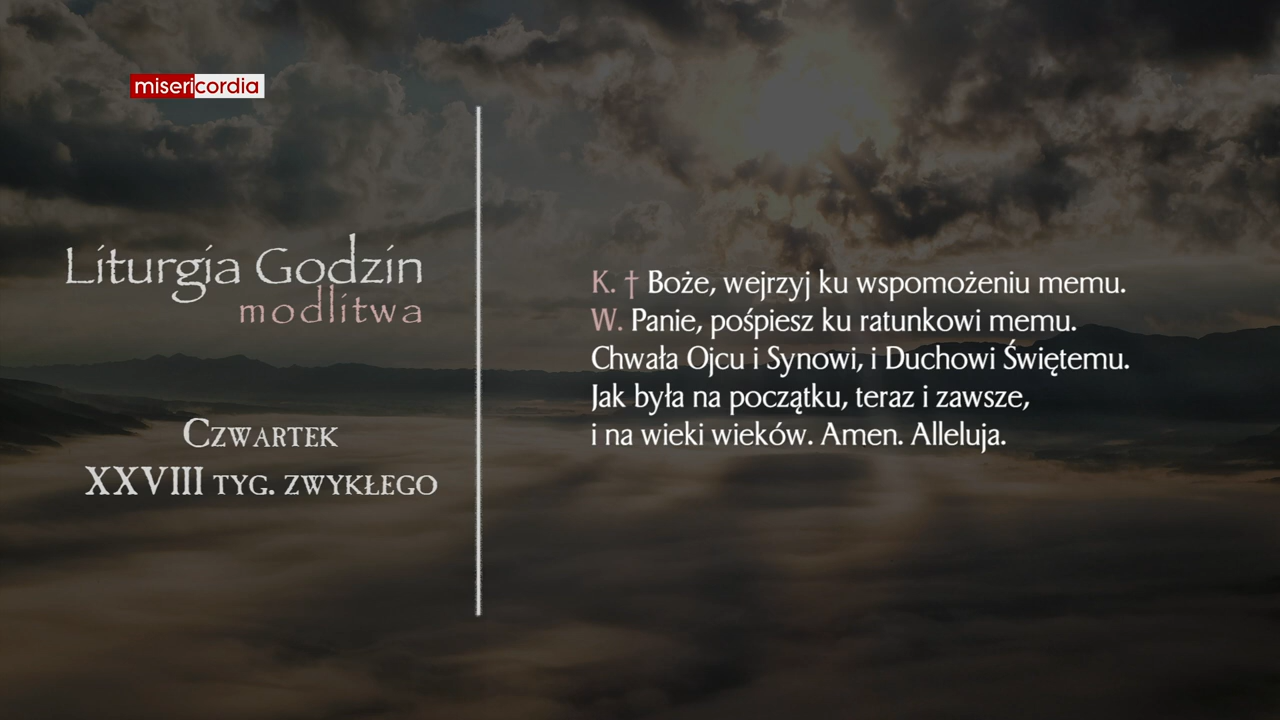 misericordia
Liturgia Godzin
modlitwa
Czwartek
XXVIII tyg. zwykłego
K. † Boże, wejrzyj ku wspomożeniu memu.
W. Panie, pośpiesz ku ratunkowi memu.
Chwała Ojcu i Synowi, i Duchowi Świętemu.
Jak była na początku, teraz i zawsze,
i na wieki wieków. Amen. Alleluja.